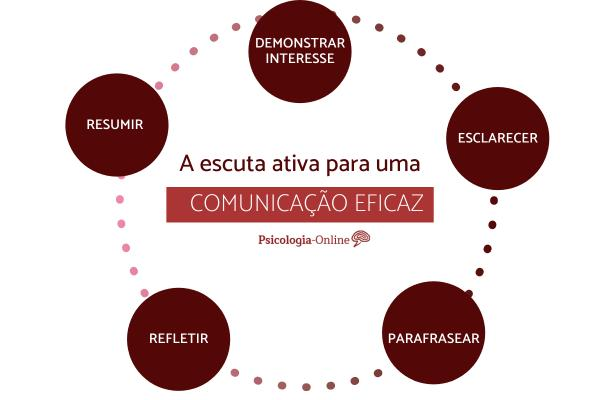 DEMONSTRAR
INTERESSE
RESUMIR
ESCLARECER
A escuta ativa para uma
COMUNICAÇÃO EFICAZ
Psicologia-Online
REFLETIR
PARAFRASEAR